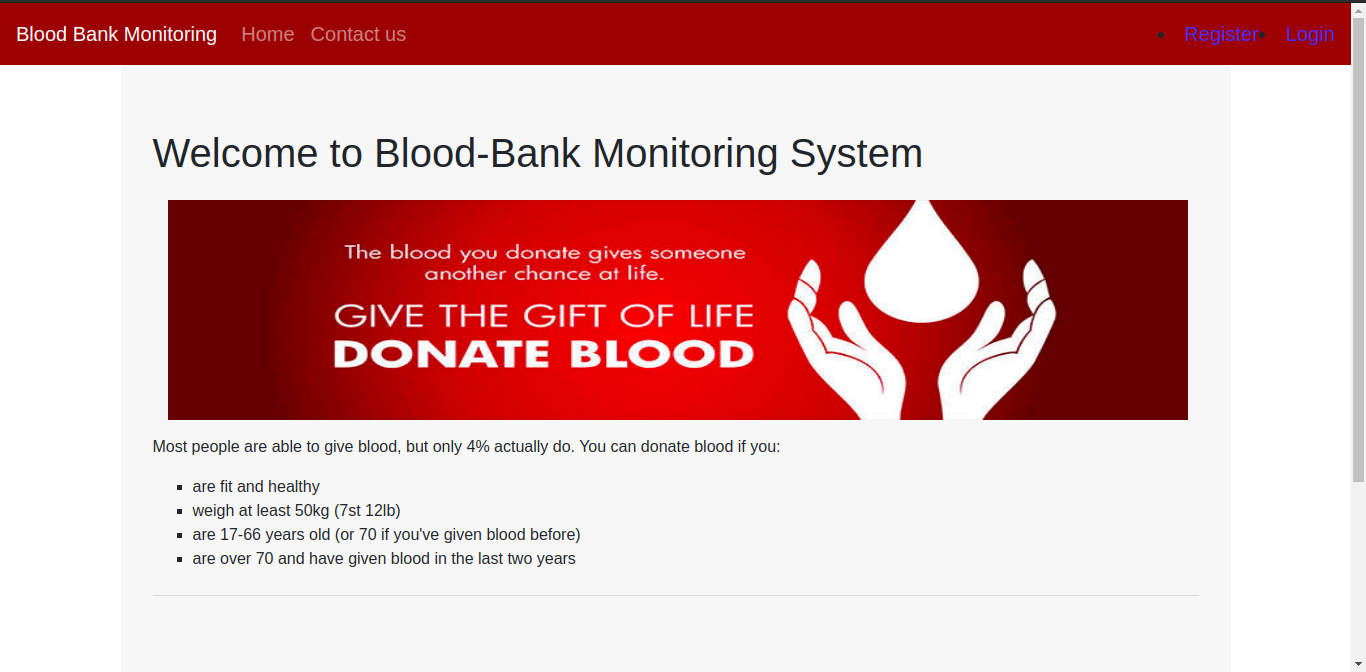 Blood Bank Monitoring Home Contact us Register Login
Welcome to Blood-Bank Monitoring System
The blood you donate gives someone
another chance at life.
GIVE THE GIFT OF LIFE
DONATE BLOOD
Most people are able to give blood, but only 4% actually do. You can donate blood if you:
are fit and healthy
weigh at least 50kg (7st 12lb)
are 17-66 years old (or 70 if you've given blood before)
are over 70 and have given blood in the last two years